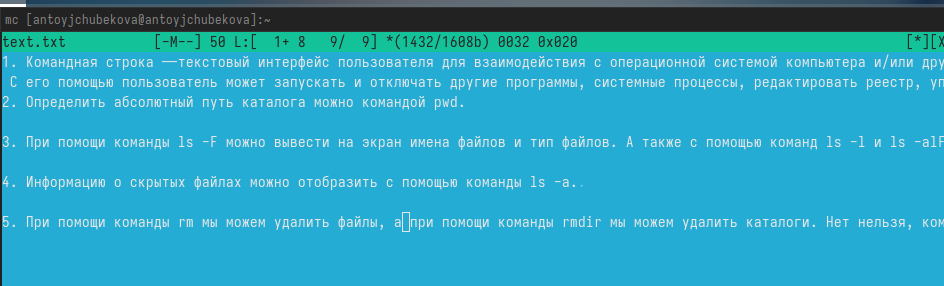 mc [antoyjchubekova@antoyjchubekova]:~
text.txt [-M--] 50 L:[ 1+ 8 9/ 9] *(1432/1608b) 0032 0x020 [*][X
1. Командная строка —текстовый интерфейс пользователя для взаимодействия с операционной системой компьютера и/или дру
С его помощью пользователь может запускать и отключать другие программы, системные процессы, редактировать реестр, уп
2. Определить абсолютный путь каталога можно командой pwd.
3. При помощи команды ls -F можно вывести на экран имена файлов и тип файлов. А также с помощью команд ls -l и ls -alF
4. Информацию о скрытых файлах можно отобразить с помощью команды ls -a..
5. При помощи команды rm мы можем удалить файлы, а при помощи команды rmdir мы можем удалить каталоги. Нет нельзя, ком